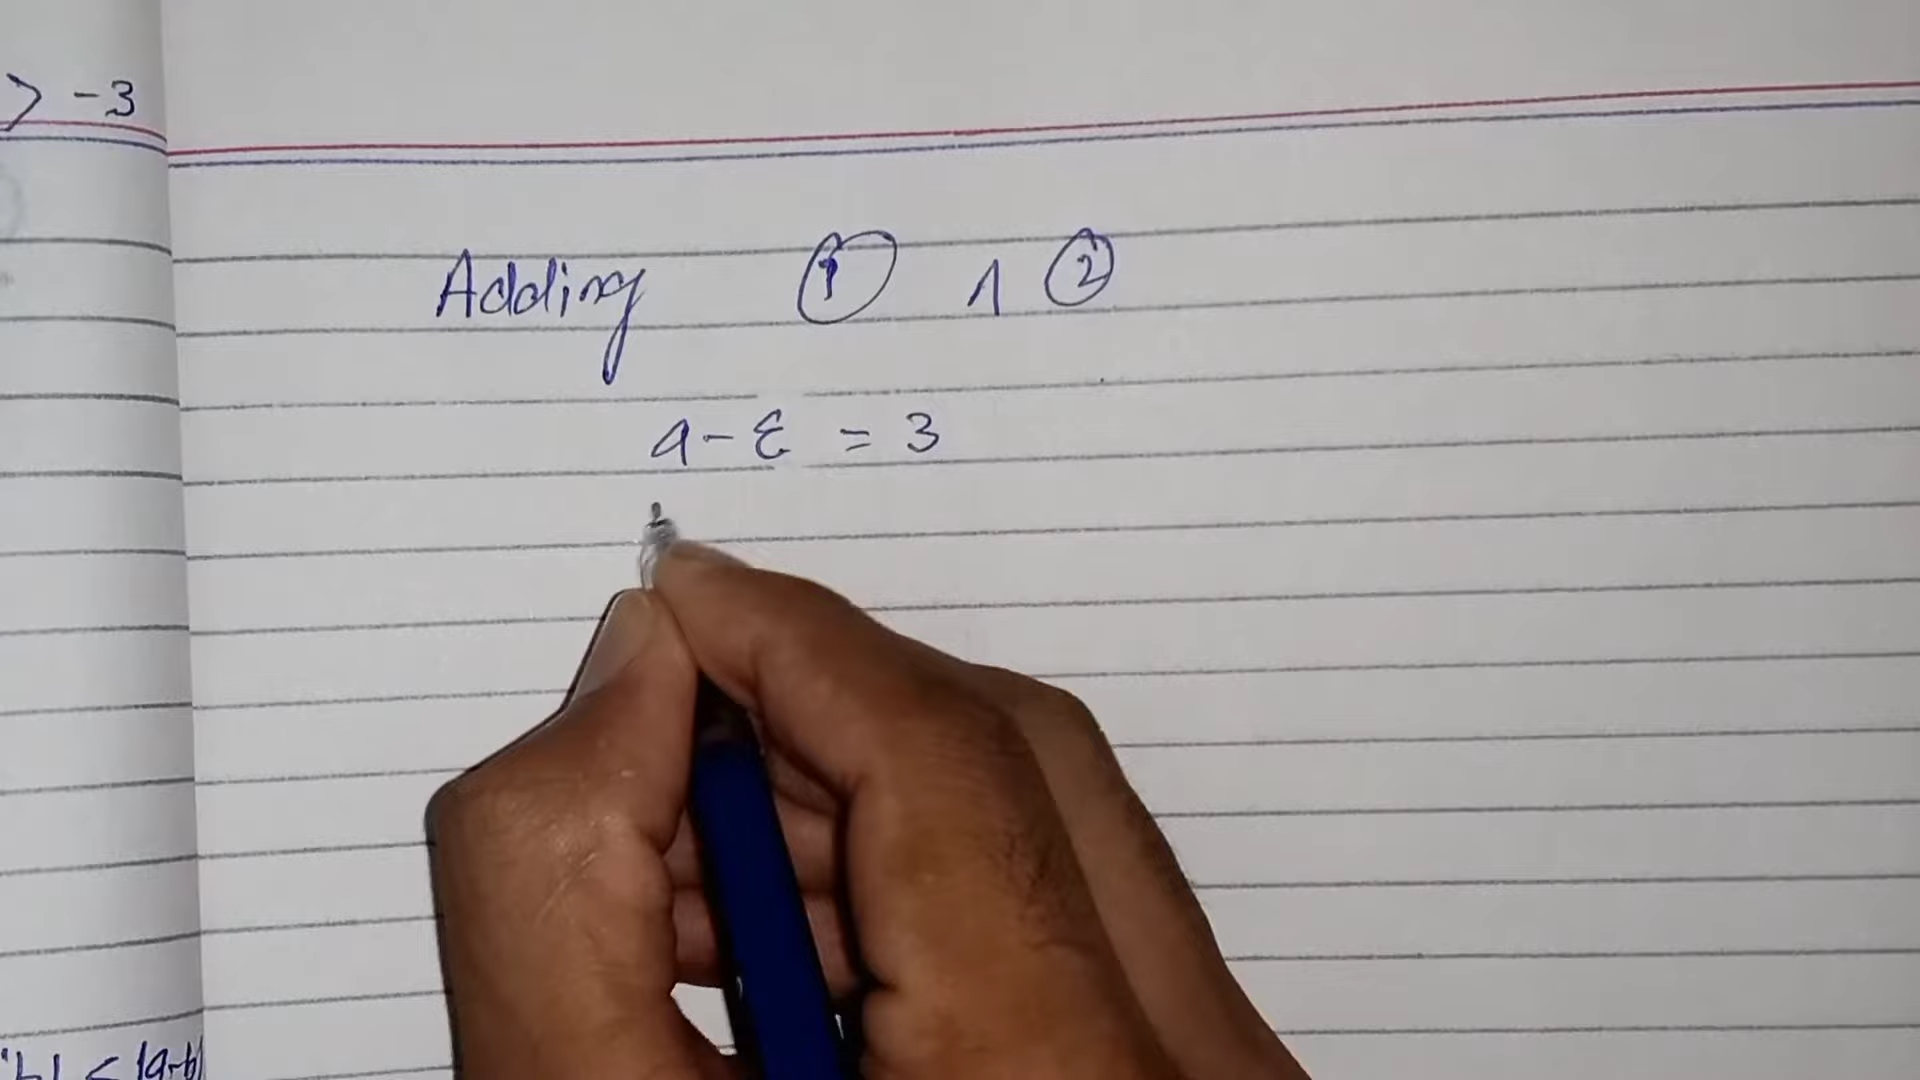 > -3
Adding ① ∧ ②
a - ε = 3
< |a-b|